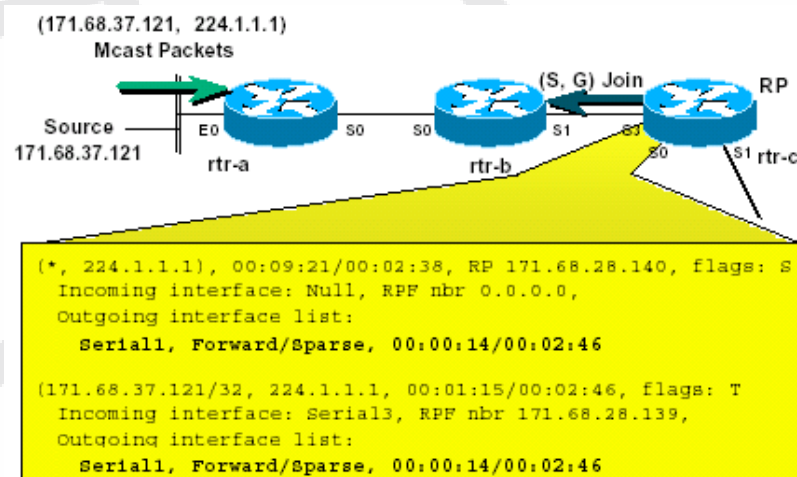 (171.68.37.121, 224.1.1.1)
Mcast Packets
(S, G) Join
RP
Source
171.68.37.121
E0
S0
S0
S1
S3
S0
S1
rtr-a
rtr-b
rtr-c
(*, 224.1.1.1), 00:09:21/00:02:38, RP 171.68.28.140, flags: S
Incoming interface: Null, RPF nbr 0.0.0.0,
Outgoing interface list:
Serial1, Forward/Sparse, 00:00:14/00:02:46
(171.68.37.121/32, 224.1.1.1, 00:01:15/00:02:46, flags: T
Incoming interface: Serial3, RPF nbr 171.68.28.139,
Outgoing interface list:
Serial1, Forward/Sparse, 00:00:14/00:02:46